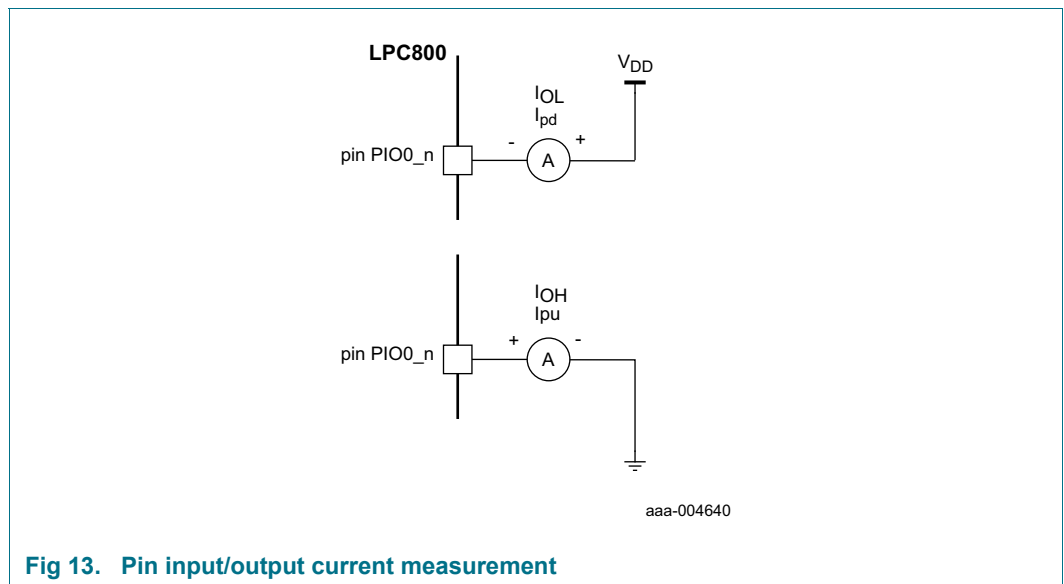 LPC800
VDD
IOL
Ipd
- +
A
pin PIO0_n
IOH
Ipu
+ -
A
pin PIO0_n
aaa-004640
Fig 13. Pin input/output current measurement